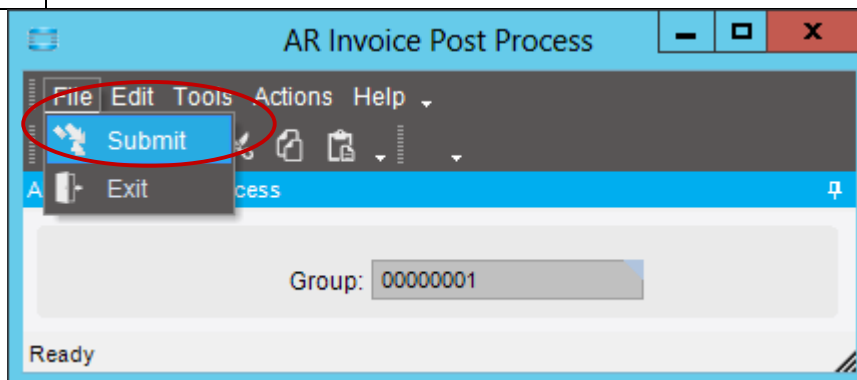 AR Invoice Post Process
File Edit Tools Actions Help
Submit
Exit
A cess
Group: 00000001
Ready